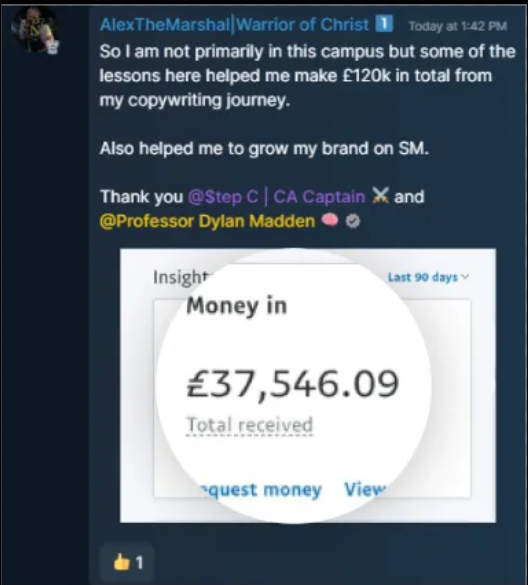 AlexTheMarshal|Warrior of Christ 1 Today at 1:42 PM
So I am not primarily in this campus but some of the
lessons here helped me make £120k in total from
my copywriting journey.
Also helped me to grow my brand on SM.
Thank you @Step C | CA Captain ⚔️ and
@Professor Dylan Madden 🧠
Insight
Last 90 days
Money in
£37,546.09
Total received
quest money View
👍 1